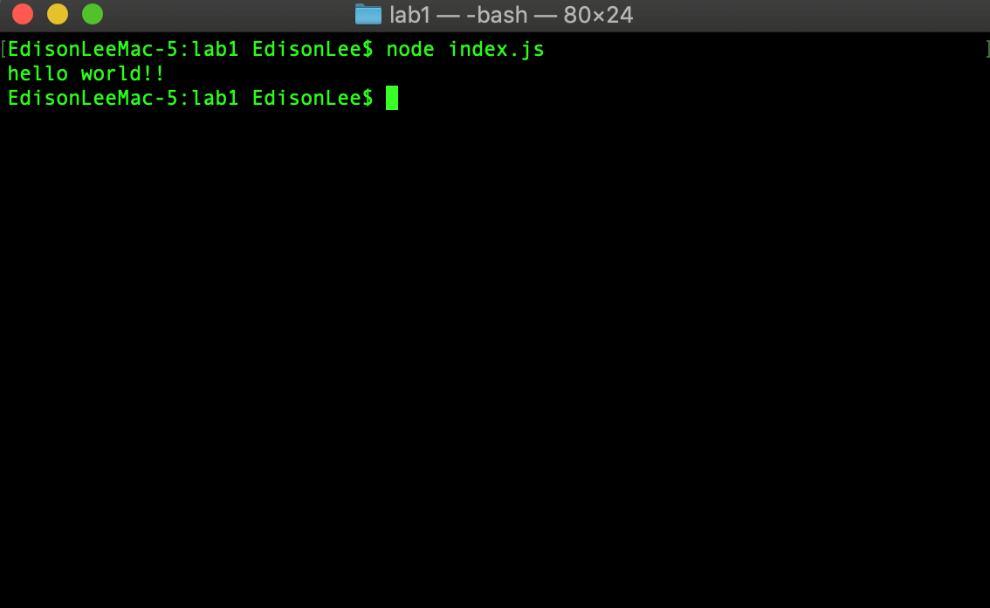 lab1 — -bash — 80×24
[EdisonLeeMac-5:lab1 EdisonLee$ node index.js ]
hello world!!
EdisonLeeMac-5:lab1 EdisonLee$